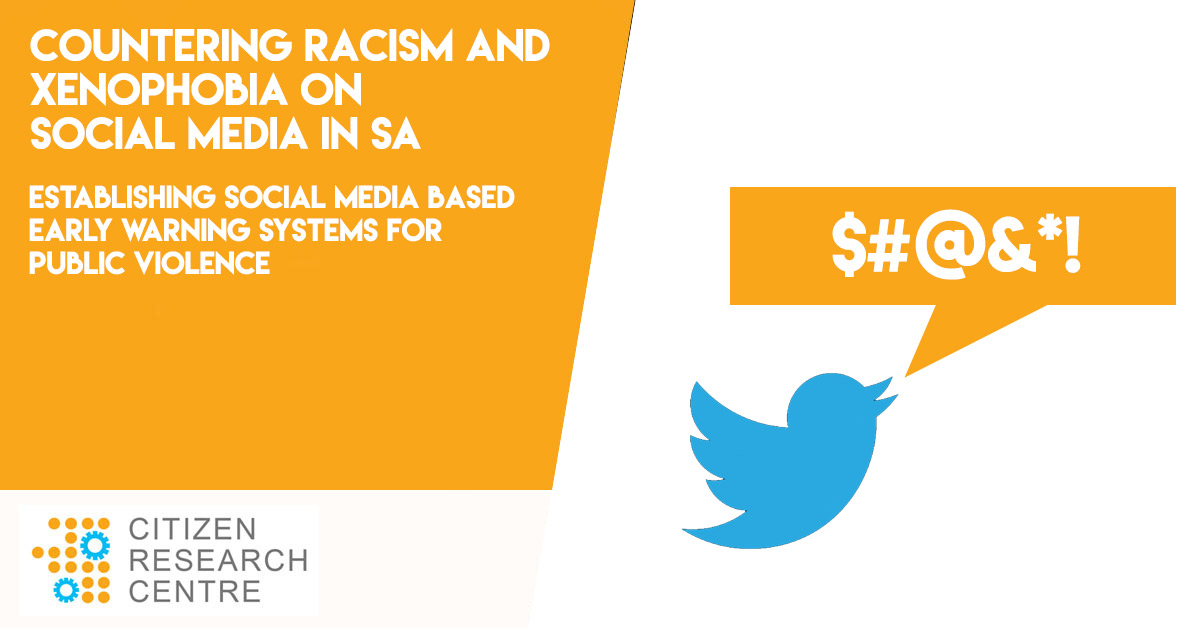 COUNTERING RACISM AND
XENOPHOBIA ON
SOCIAL MEDIA IN SA
ESTABLISHING SOCIAL MEDIA BASED
EARLY WARNING SYSTEMS FOR
PUBLIC VIOLENCE
$#@&*!
CITIZEN
RESEARCH
CENTRE